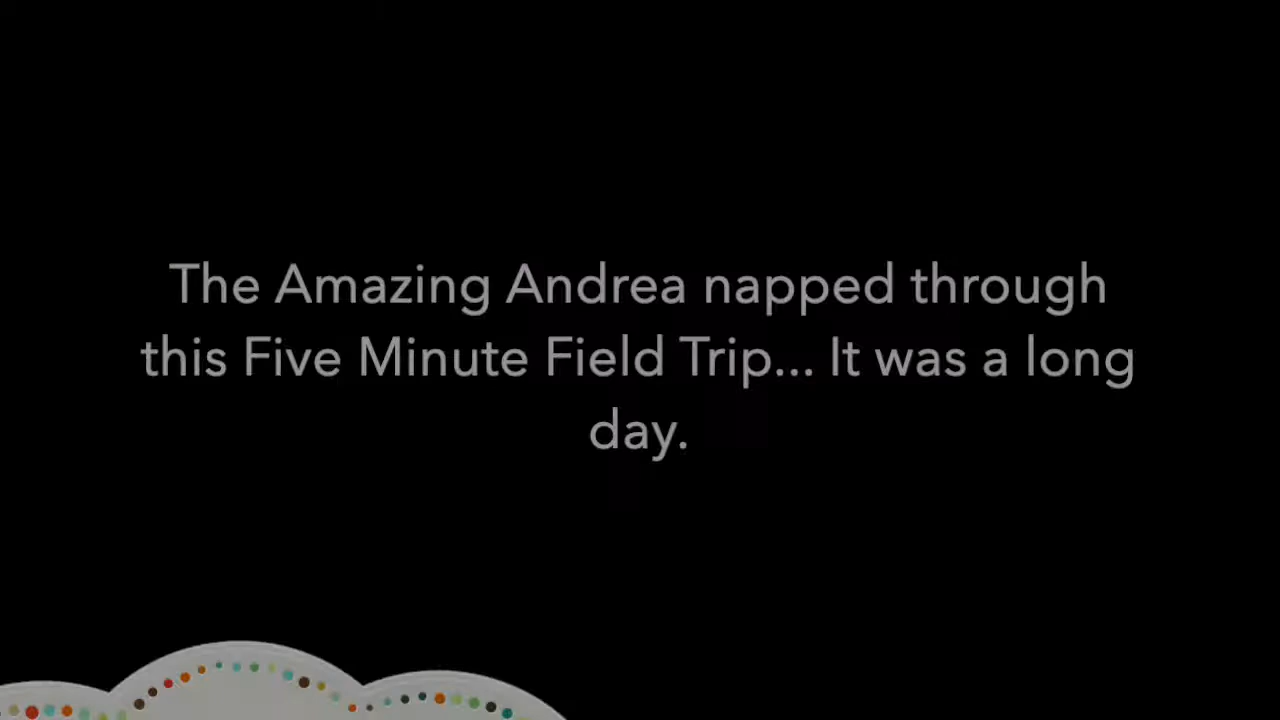 The Amazing Andrea napped through
this Five Minute Field Trip... It was a long
day.